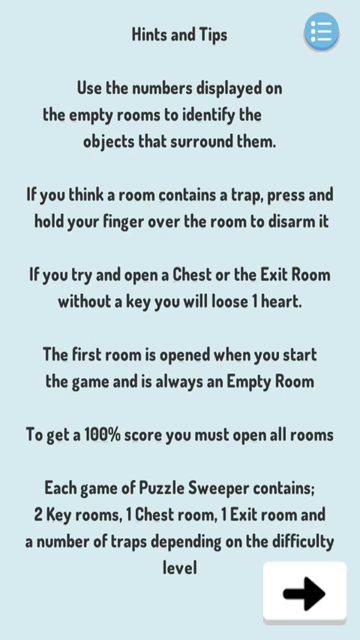 Hints and Tips
Use the numbers displayed on
the empty rooms to identify the
objects that surround them.
If you think a room contains a trap, press and
hold your finger over the room to disarm it
If you try and open a Chest or the Exit Room
without a key you will loose 1 heart.
The first room is opened when you start
the game and is always an Empty Room
To get a 100% score you must open all rooms
Each game of Puzzle Sweeper contains;
2 Key rooms, 1 Chest room, 1 Exit room and
a number of traps depending on the difficulty
level